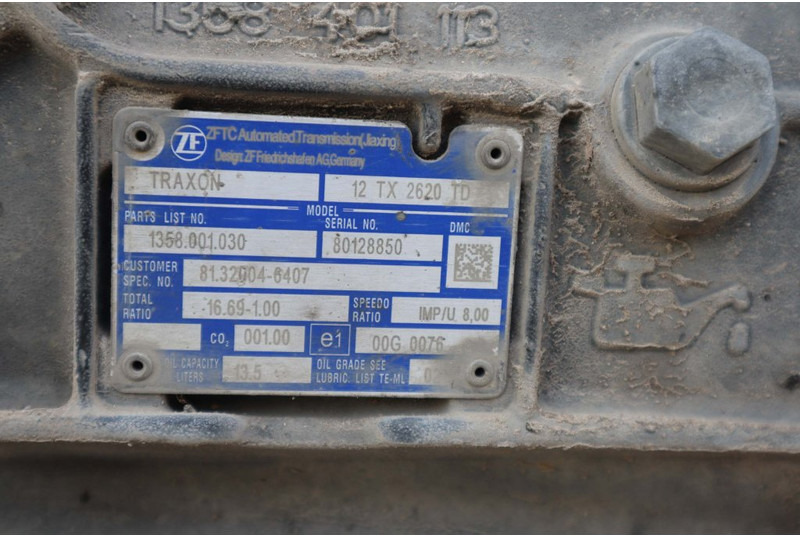 1358 401 113
ZF ZFTC Automated Transmission(Jiaxing)
Design: ZF Friedrichshafen AG, Germany
TRAXON 12 TX 2620 TD
MODEL
PARTS LIST NO. SERIAL NO. DMC
1358.001.030 80128850
CUSTOMER SPEC. NO. 81.32004-6407
TOTAL RATIO -16.69-1.00 SPEEDO RATIO IMP/U 8,00
CO₂ 001.00 e1 00G 0076
OIL CAPACITY LITERS 13.5 OIL GRADE SEE LUBRIC. LIST TE-ML